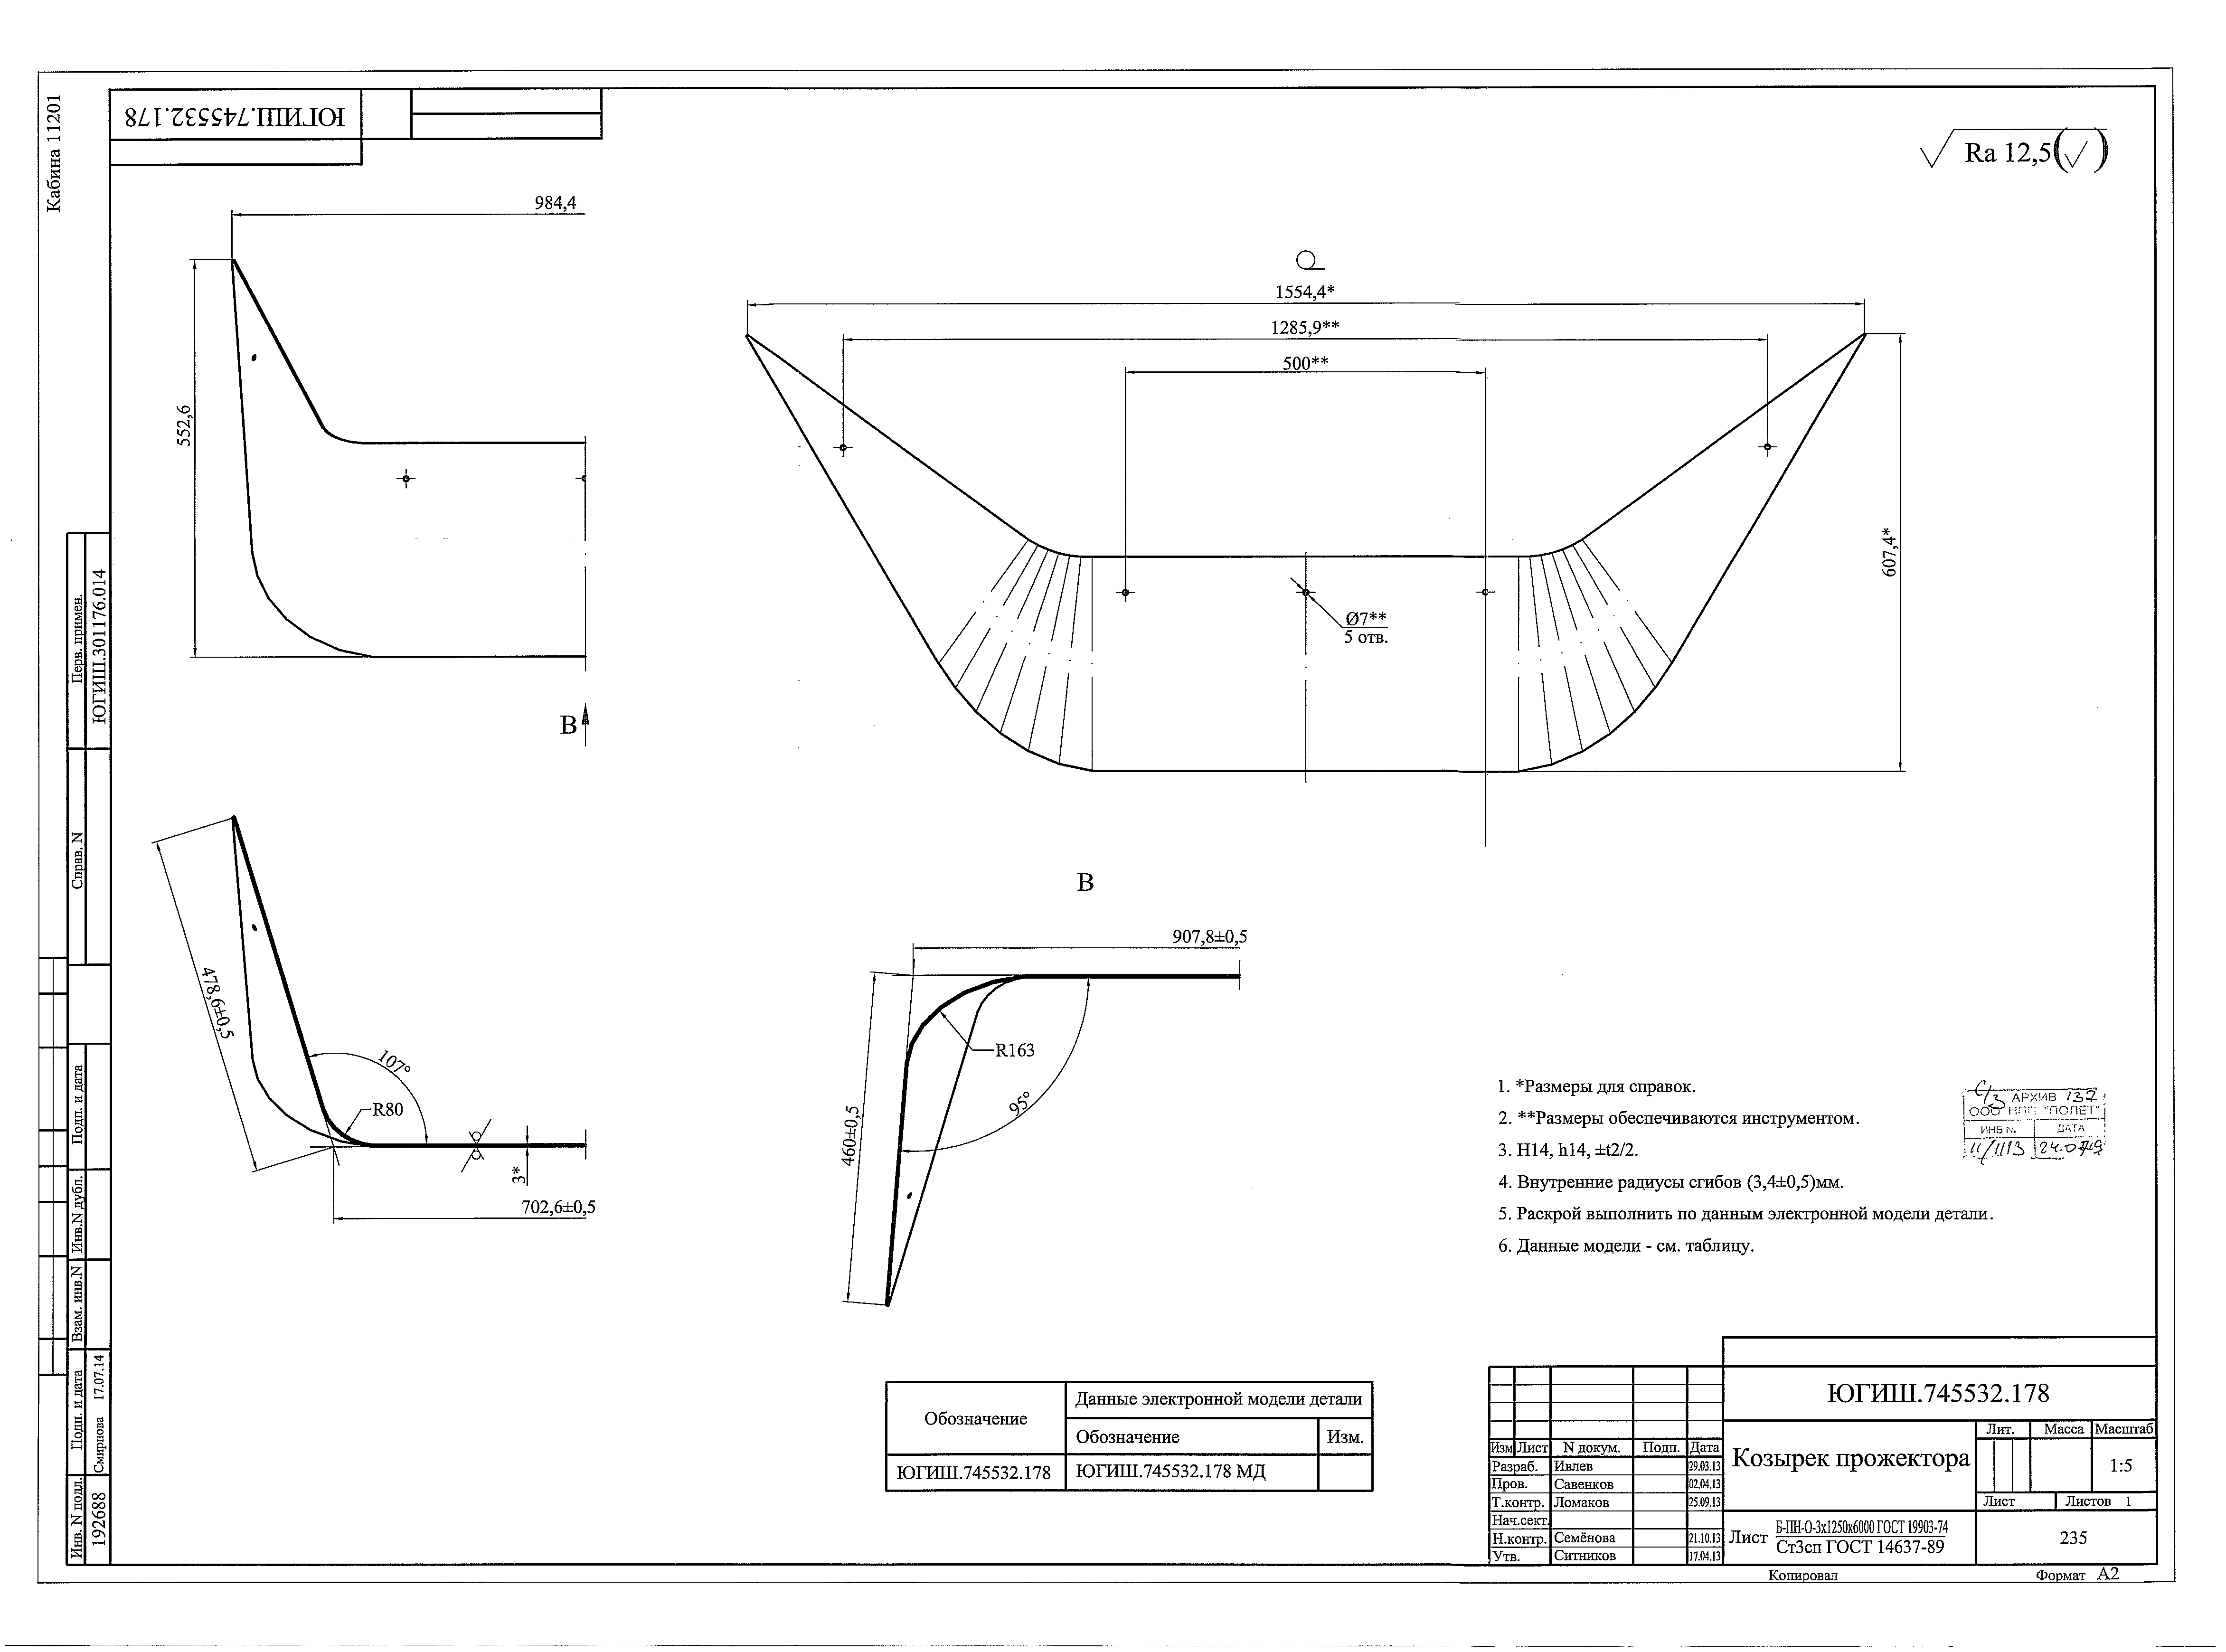 Кабина 11201
ЮГИШ.745532.178
Ra 12,5
984,4
552,6
В
1554,4*
1285,9**
500**
607,4*
Ø7**
5 отв.
478,6±0,5
107°
R80
3*
702,6±0,5
В
907,8±0,5
R163
95°
460±0,5
1. *Размеры для справок.
2. **Размеры обеспечиваются инструментом.
3. H14, h14, ±t2/2.
4. Внутренние радиусы сгибов (3,4±0,5)мм.
5. Раскрой выполнить по данным электронной модели детали.
6. Данные модели - см. таблицу.
АРХИВ 137
ООО НПП "ПОЛЕТ"
ИНВ N. ДАТА
11/1113
Перв. примен.
ЮГИШ.301176.014
Справ. N
Подп. и дата
Инв.N дубл.
Взам. инв.N
Подп. и дата
Смирнова 17.07.14
Инв. N подл.
192688
Обозначение
Данные электронной модели детали
Обозначение Изм.
ЮГИШ.745532.178 ЮГИШ.745532.178 МД
ЮГИШ.745532.178
Изм Лист N докум. Подп. Дата
Разраб. Ивлев 29.03.13
Пров. Савенков 02.04.13
Т.контр. Ломаков 25.09.13
Нач.сект.
Н.контр. Семёнова 21.10.13
Утв. Ситников 17.04.13
Козырек прожектора
Лит. Масса Масштаб
1:5
Лист Листов 1
Лист Б-ПН-О-3х1250х6000 ГОСТ 19903-74
Ст3сп ГОСТ 14637-89
235
Копировал Формат А2